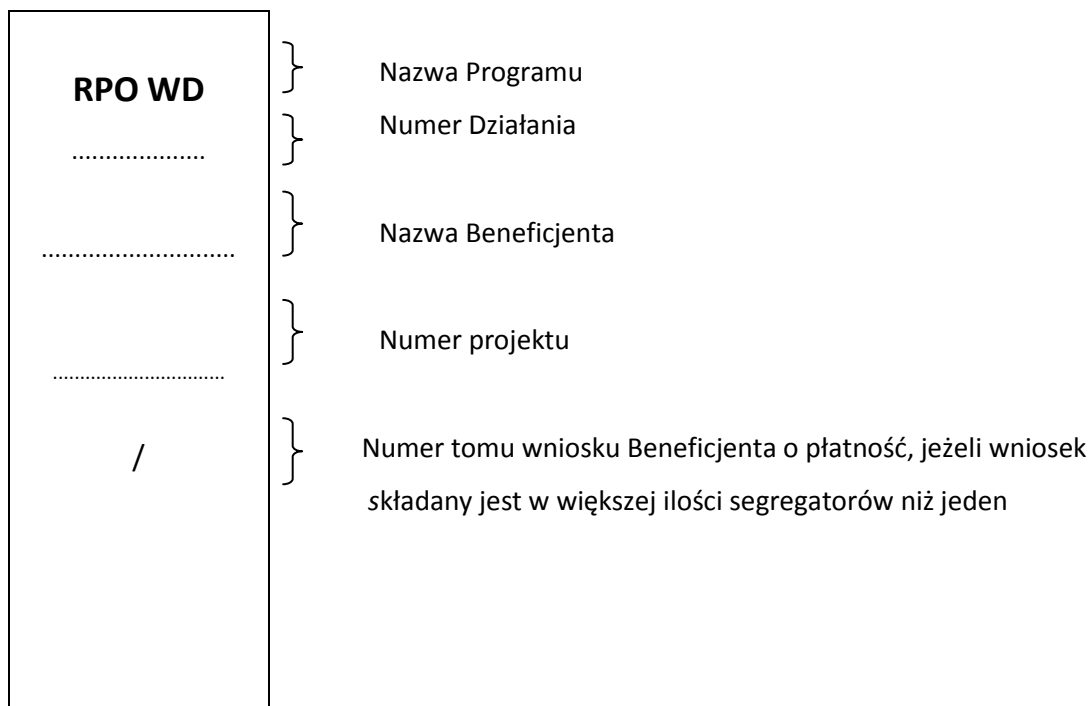 RPO WD
Nazwa Programu
....................
Numer Działania
.............................
Nazwa Beneficjenta
Numer projektu
................................
/
Numer tomu wniosku Beneficjenta o płatność, jeżeli wniosek
składany jest w większej ilości segregatorów niż jeden